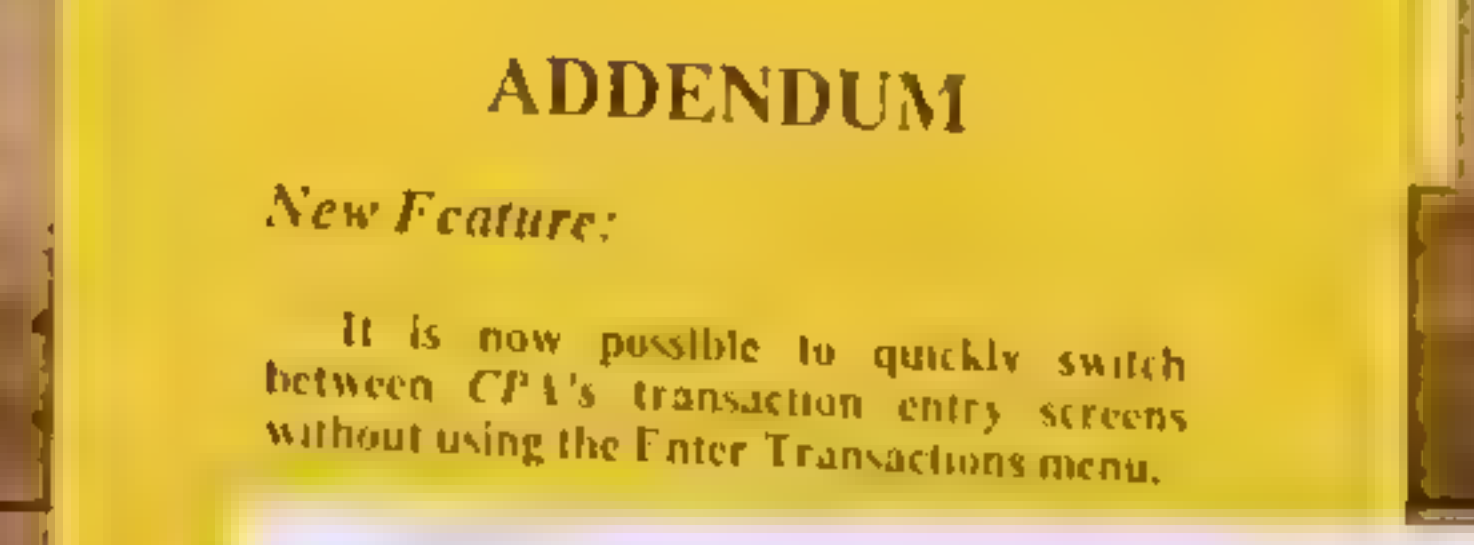 ADDENDUM
New Feature:
It is now possible to quickly switch
between CPA's transaction entry screens
without using the Enter Transactions menu.